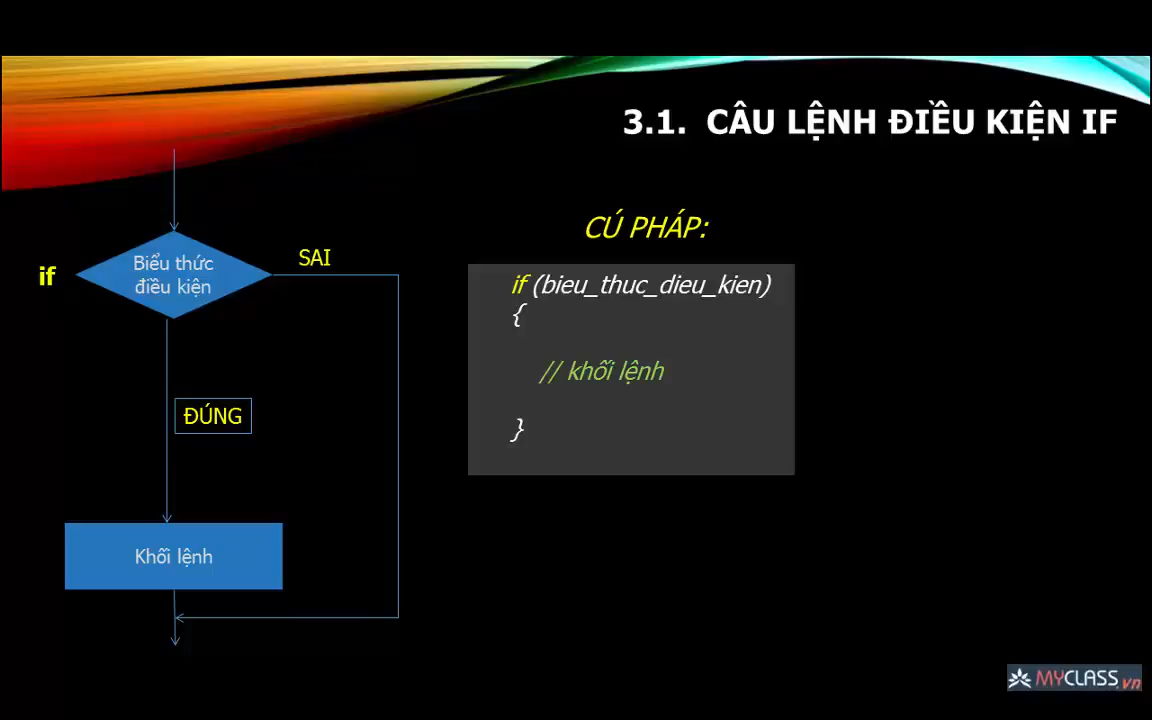 3.1. CÂU LỆNH ĐIỀU KIỆN IF
if
Biểu thức
điều kiện
SAI
ĐÚNG
Khối lệnh
CÚ PHÁP:
if (bieu_thuc_dieu_kien)
{
// khối lệnh
}
MYCLASS.vn